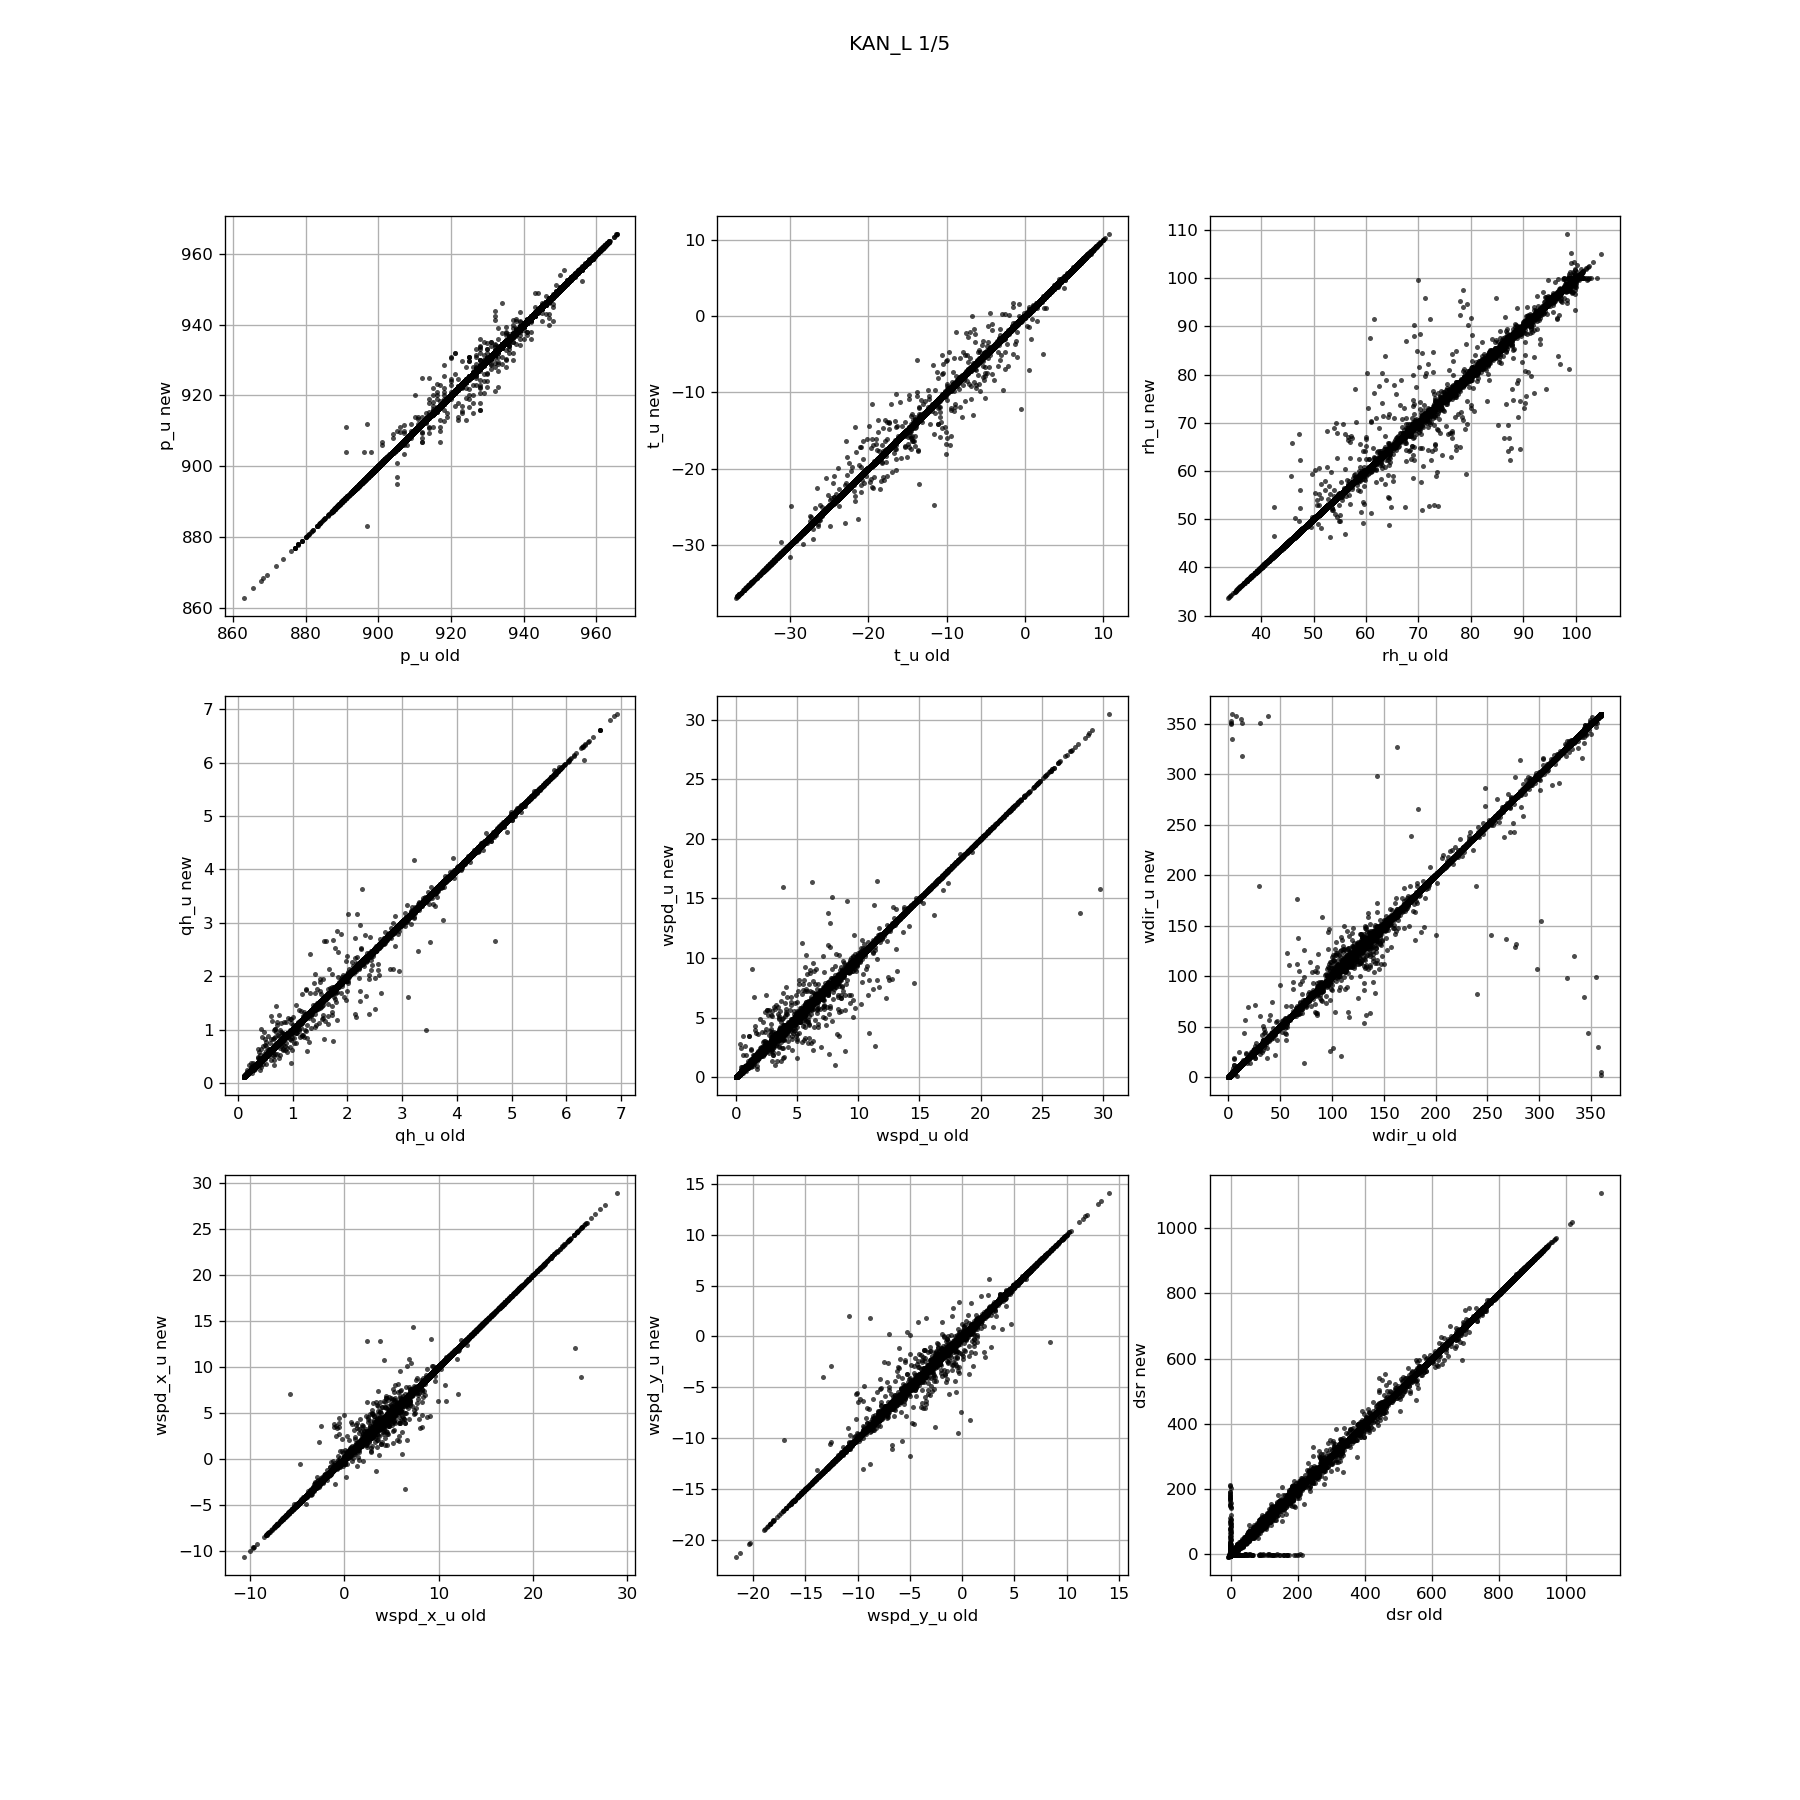 KAN_L 1/5
p_u new
960
940
920
900
880
860
860 880 900 920 940 960
p_u old
t_u new
10
0
−10
−20
−30
−30 −20 −10 0 10
t_u old
rh_u new
110
100
90
80
70
60
50
40
30
40 50 60 70 80 90 100
rh_u old
qh_u new
7
6
5
4
3
2
1
0
0 1 2 3 4 5 6 7
qh_u old
wspd_u new
30
25
20
15
10
5
0
0 5 10 15 20 25 30
wspd_u old
wdir_u new
350
300
250
200
150
100
50
0
0 50 100 150 200 250 300 350
wdir_u old
wspd_x_u new
30
25
20
15
10
5
0
−5
−10
−10 0 10 20 30
wspd_x_u old
wspd_y_u new
15
10
5
0
−5
−10
−15
−20
−20 −15 −10 −5 0 5 10 15
wspd_y_u old
dsr new
1000
800
600
400
200
0
0 200 400 600 800 1000
dsr old